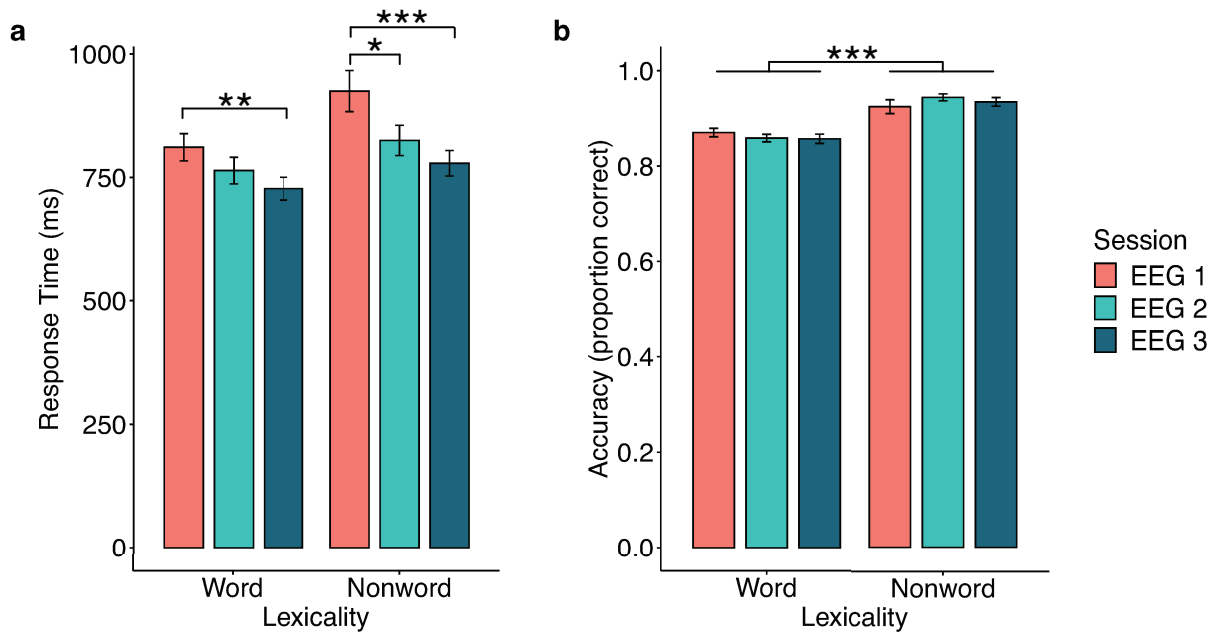 a
Response Time (ms)
1000
750
500
250
0
**
*
***
Word
Nonword
Lexicality
b
Accuracy (proportion correct)
1.0
0.8
0.6
0.4
0.2
0.0
***
Word
Nonword
Lexicality
Session
EEG 1
EEG 2
EEG 3